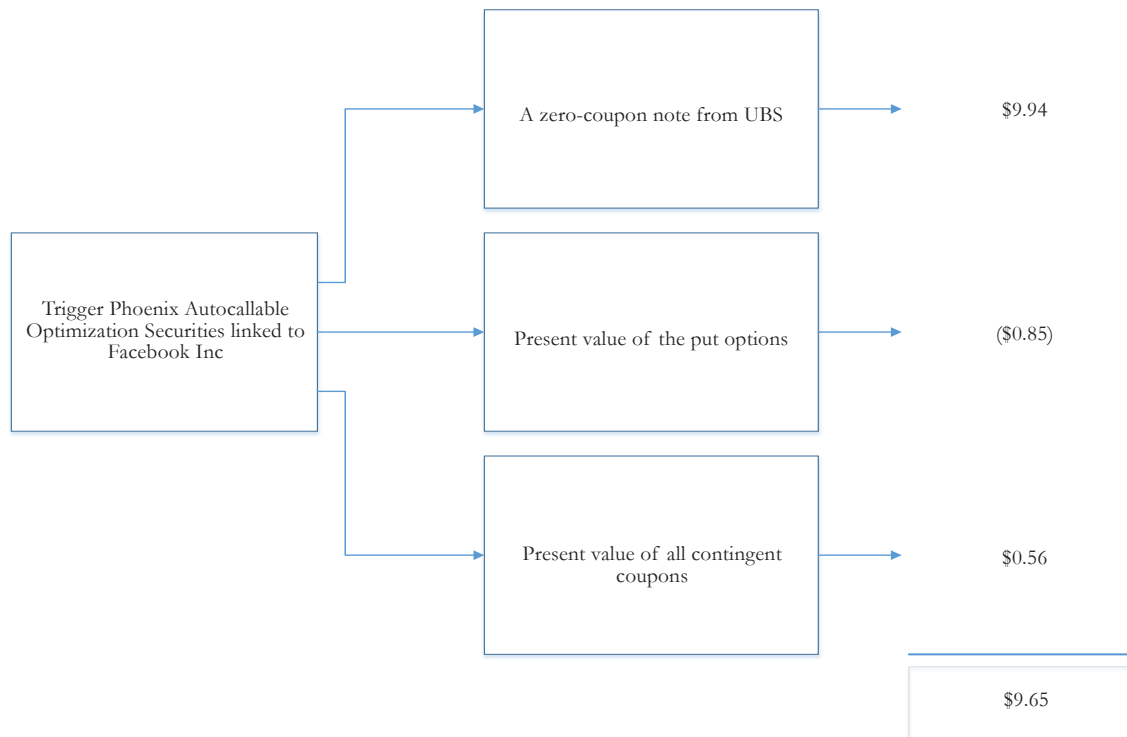 A zero-coupon note from UBS
$9.94
Trigger Phoenix Autocallable
Optimization Securities linked to
Facebook Inc
Present value of the put options
($0.85)
Present value of all contingent
coupons
$0.56
$9.65